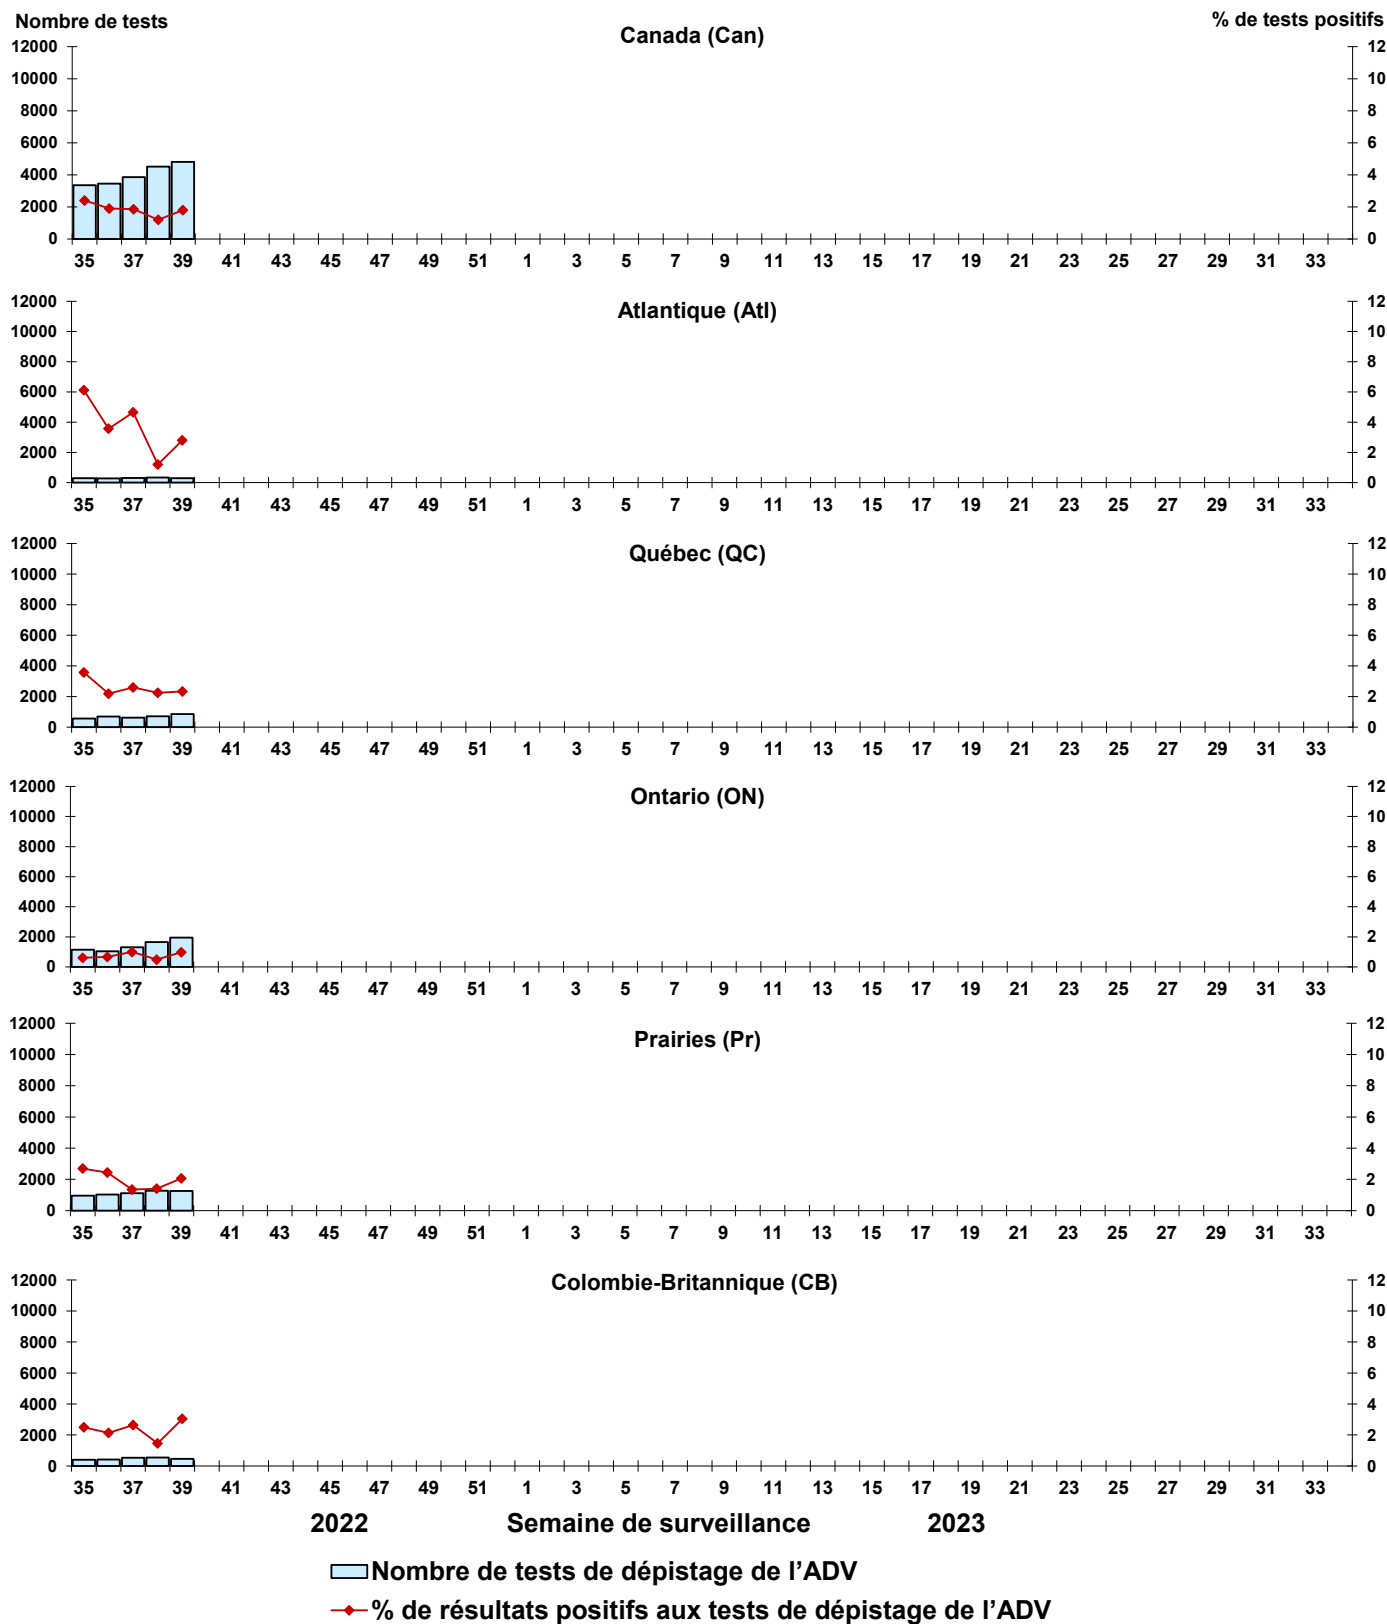 Nombre de tests
% de tests positifs
Canada (Can)
12000 12
10000 10
8000 8
6000 6
4000 4
2000 2
0 0
35 37 39 41 43 45 47 49 51 1 3 5 7 9 11 13 15 17 19 21 23 25 27 29 31 33
Atlantique (Atl)
12000 12
10000 10
8000 8
6000 6
4000 4
2000 2
0 0
35 37 39 41 43 45 47 49 51 1 3 5 7 9 11 13 15 17 19 21 23 25 27 29 31 33
Québec (QC)
12000 12
10000 10
8000 8
6000 6
4000 4
2000 2
0 0
35 37 39 41 43 45 47 49 51 1 3 5 7 9 11 13 15 17 19 21 23 25 27 29 31 33
Ontario (ON)
12000 12
10000 10
8000 8
6000 6
4000 4
2000 2
0 0
35 37 39 41 43 45 47 49 51 1 3 5 7 9 11 13 15 17 19 21 23 25 27 29 31 33
Prairies (Pr)
12000 12
10000 10
8000 8
6000 6
4000 4
2000 2
0 0
35 37 39 41 43 45 47 49 51 1 3 5 7 9 11 13 15 17 19 21 23 25 27 29 31 33
Colombie-Britannique (CB)
12000 12
10000 10
8000 8
6000 6
4000 4
2000 2
0 0
35 37 39 41 43 45 47 49 51 1 3 5 7 9 11 13 15 17 19 21 23 25 27 29 31 33
2022 Semaine de surveillance 2023
Nombre de tests de dépistage de l’ADV
% de résultats positifs aux tests de dépistage de l’ADV